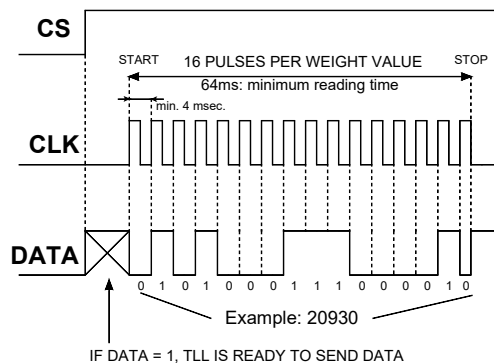 CS
START
16 PULSES PER WEIGHT VALUE
STOP
64ms: minimum reading time
min. 4 msec.
CLK
DATA
0 1 0 1 0 0 0 1 1 1 0 0 0 0 1 0
Example: 20930
IF DATA = 1, TLL IS READY TO SEND DATA